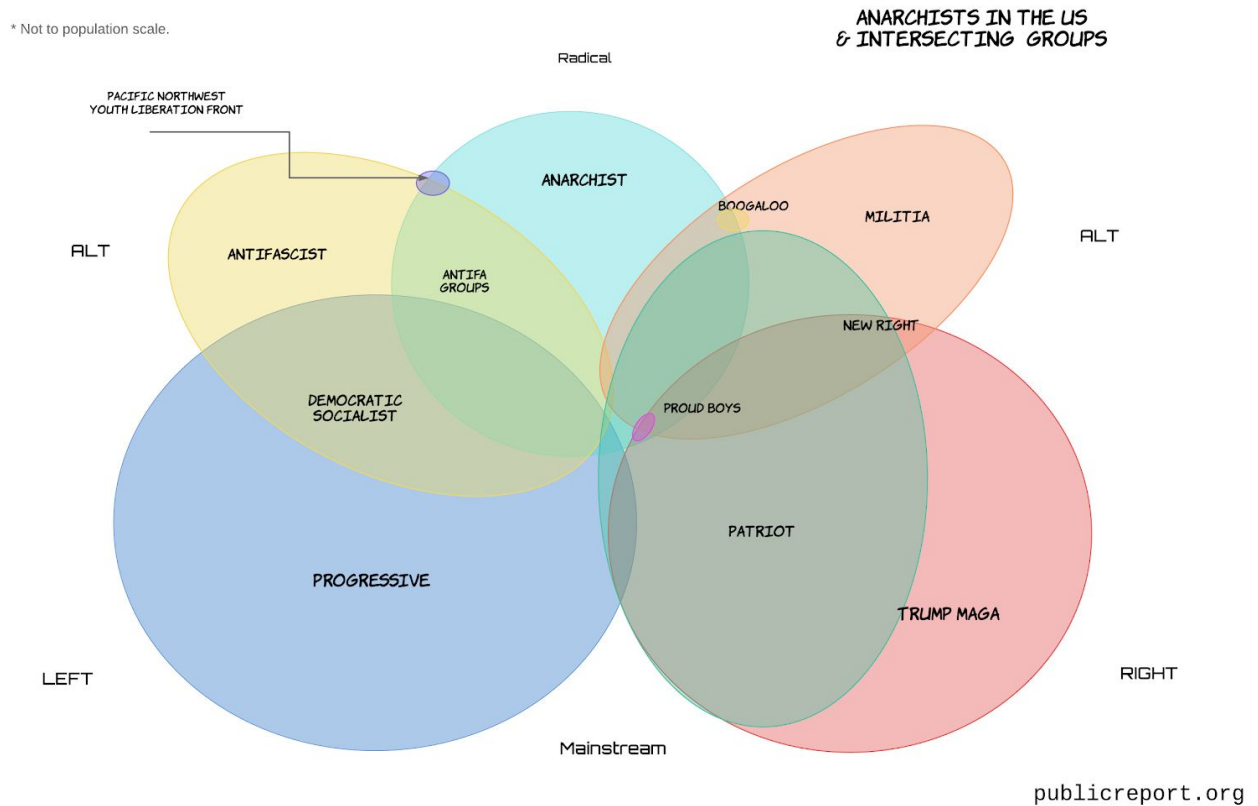 * Not to population scale.
ANARCHISTS IN THE US
& INTERSECTING GROUPS
Radical
PACIFIC NORTHWEST
YOUTH LIBERATION FRONT
ANARCHIST
BOOGALOO
MILITIA
ALT
ANTIFASCIST
ALT
ANTIFA
GROUPS
NEW RIGHT
DEMOCRATIC
SOCIALIST
PROUD BOYS
PATRIOT
PROGRESSIVE
TRUMP MAGA
LEFT
RIGHT
Mainstream
publicreport.org